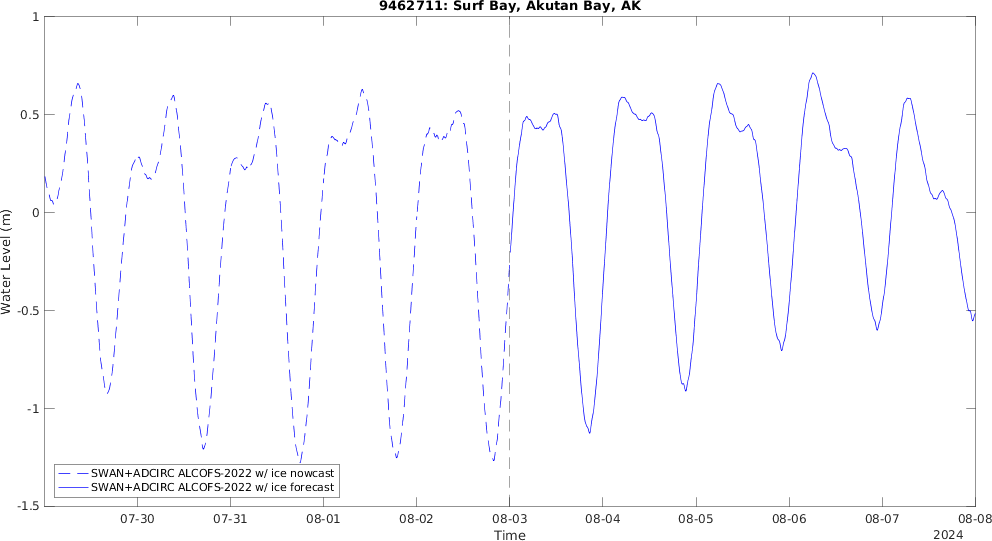 9462711: Surf Bay, Akutan Bay, AK
1
0.5
0
-0.5
-1
-1.5
Water Level (m)
SWAN+ADCIRC ALCOFS-2022 w/ ice nowcast
SWAN+ADCIRC ALCOFS-2022 w/ ice forecast
07-30 07-31 08-01 08-02 08-03 08-04 08-05 08-06 08-07 08-08
Time
2024